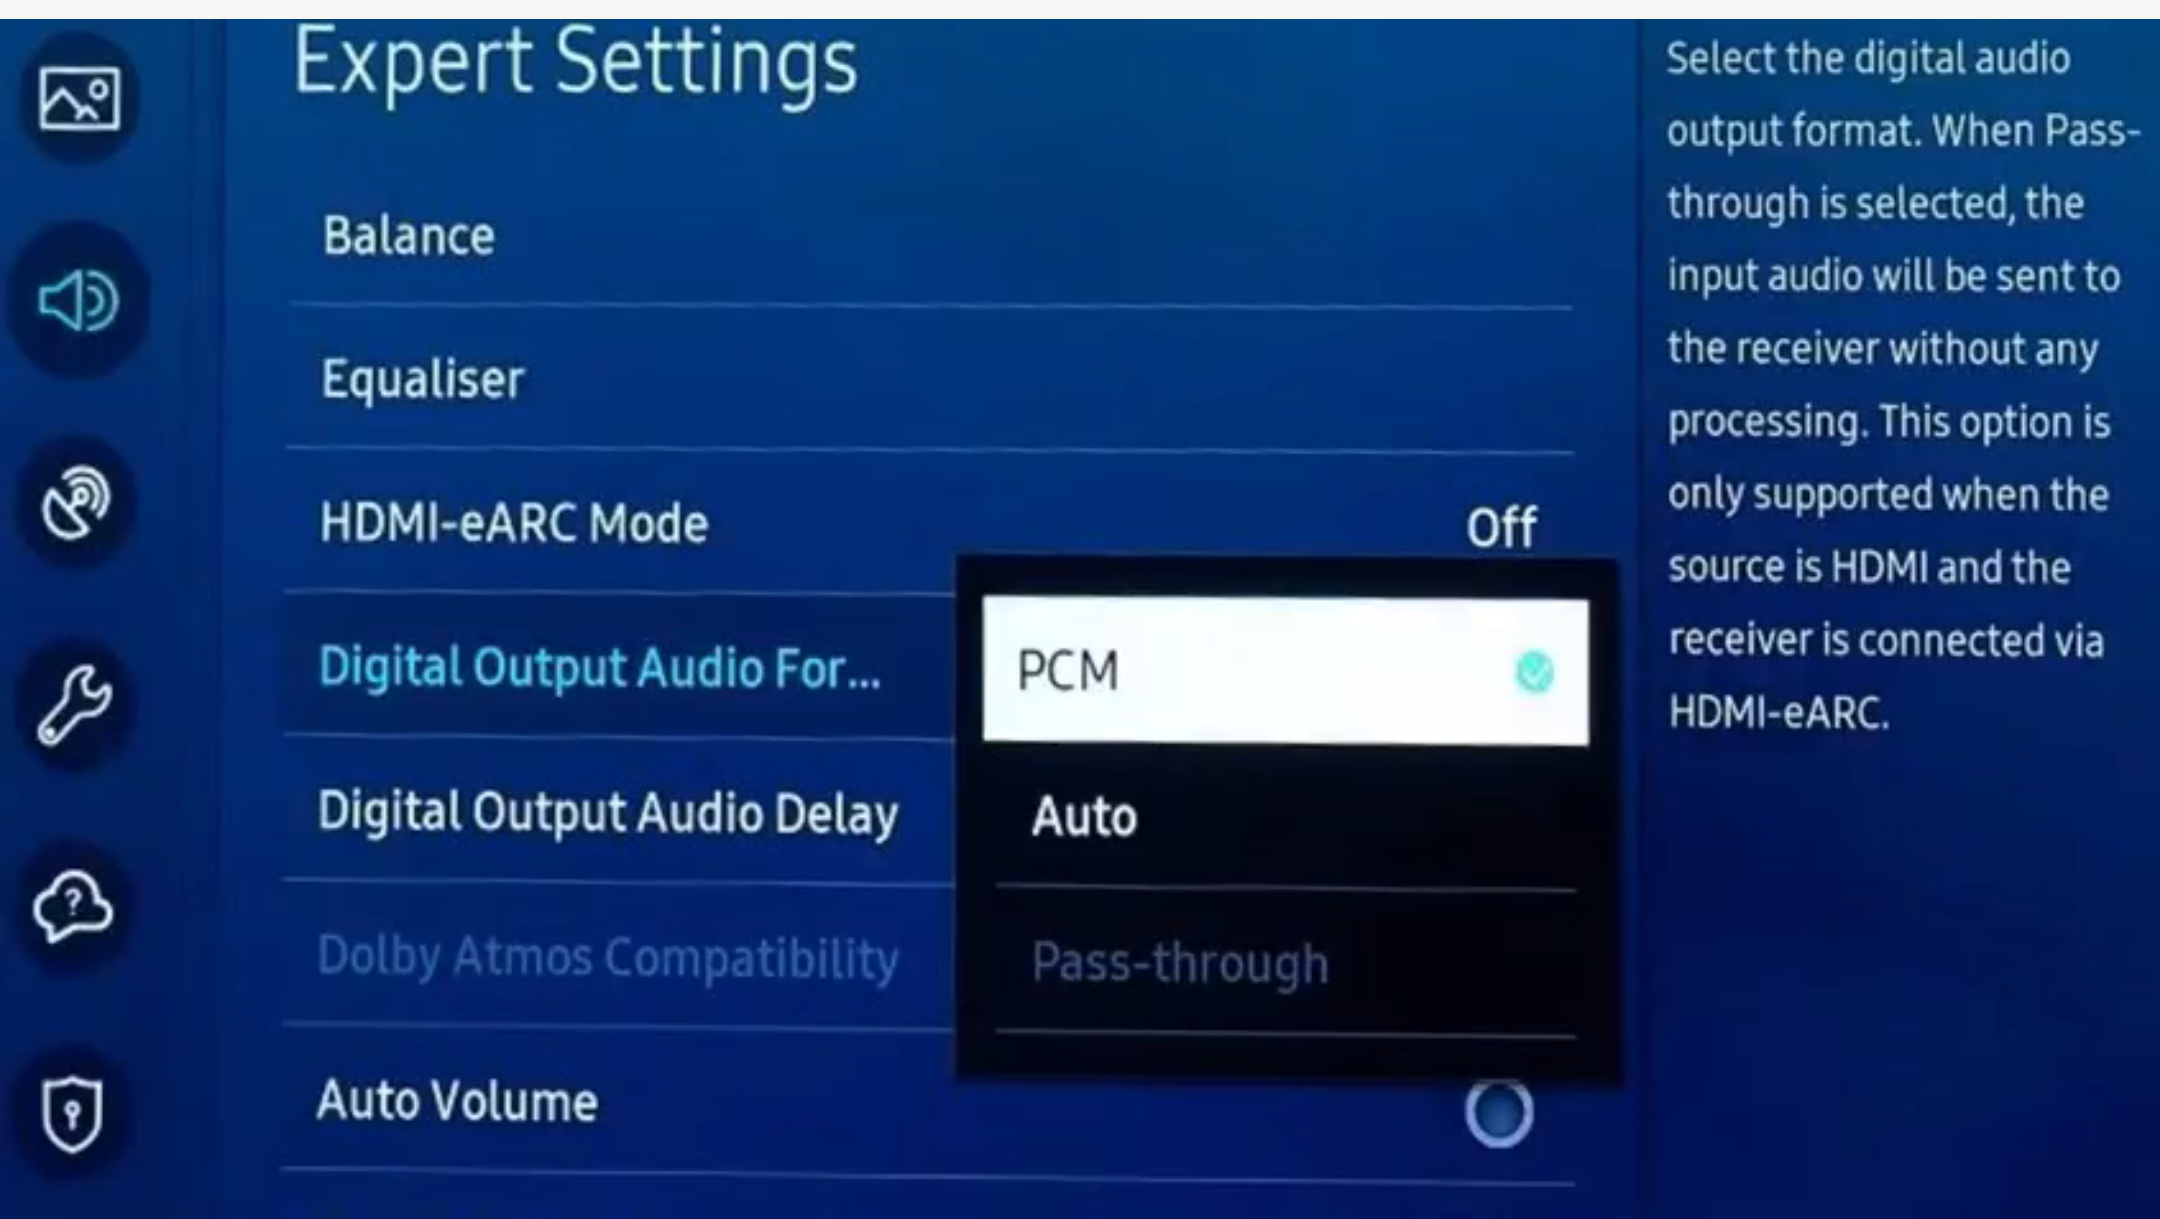 Expert Settings
Balance
Equaliser
HDMI-eARC Mode Off
Digital Output Audio For...
PCM
Auto
Pass-through
Digital Output Audio Delay
Dolby Atmos Compatibility
Auto Volume
Select the digital audio
output format. When Pass-
through is selected, the
input audio will be sent to
the receiver without any
processing. This option is
only supported when the
source is HDMI and the
receiver is connected via
HDMI-eARC.